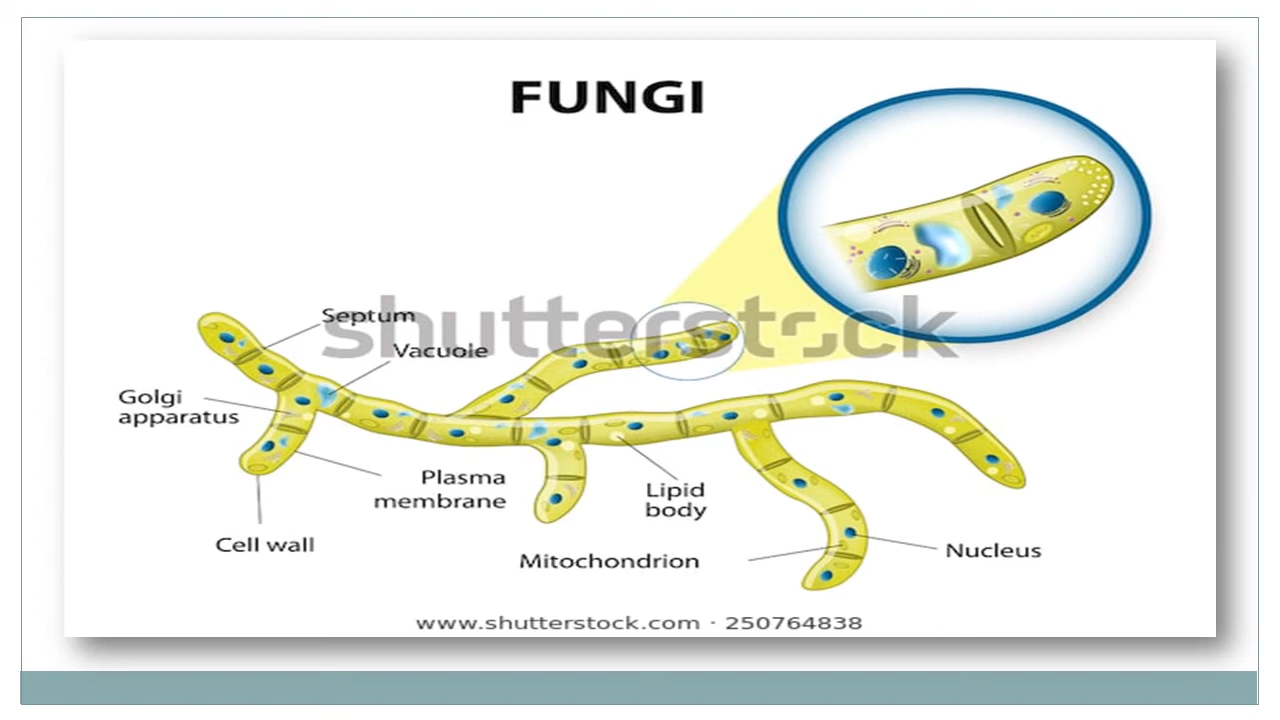 FUNGI
shutterstock
Septum
Vacuole
Golgi
apparatus
Plasma
membrane
Lipid
body
Cell wall
Mitochondrion
Nucleus
www.shutterstock.com · 250764838